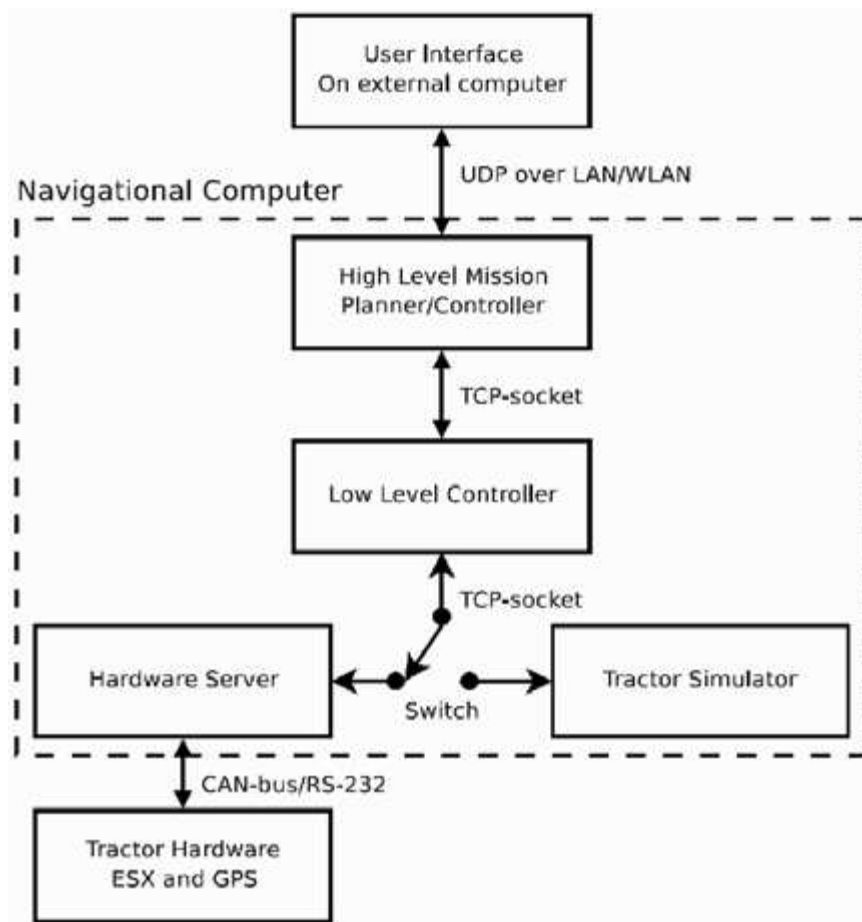 User Interface
On external computer
UDP over LAN/WLAN
Navigational Computer
High Level Mission
Planner/Controller
TCP-socket
Low Level Controller
TCP-socket
Hardware Server
Switch
Tractor Simulator
CAN-bus/RS-232
Tractor Hardware
ESX and GPS